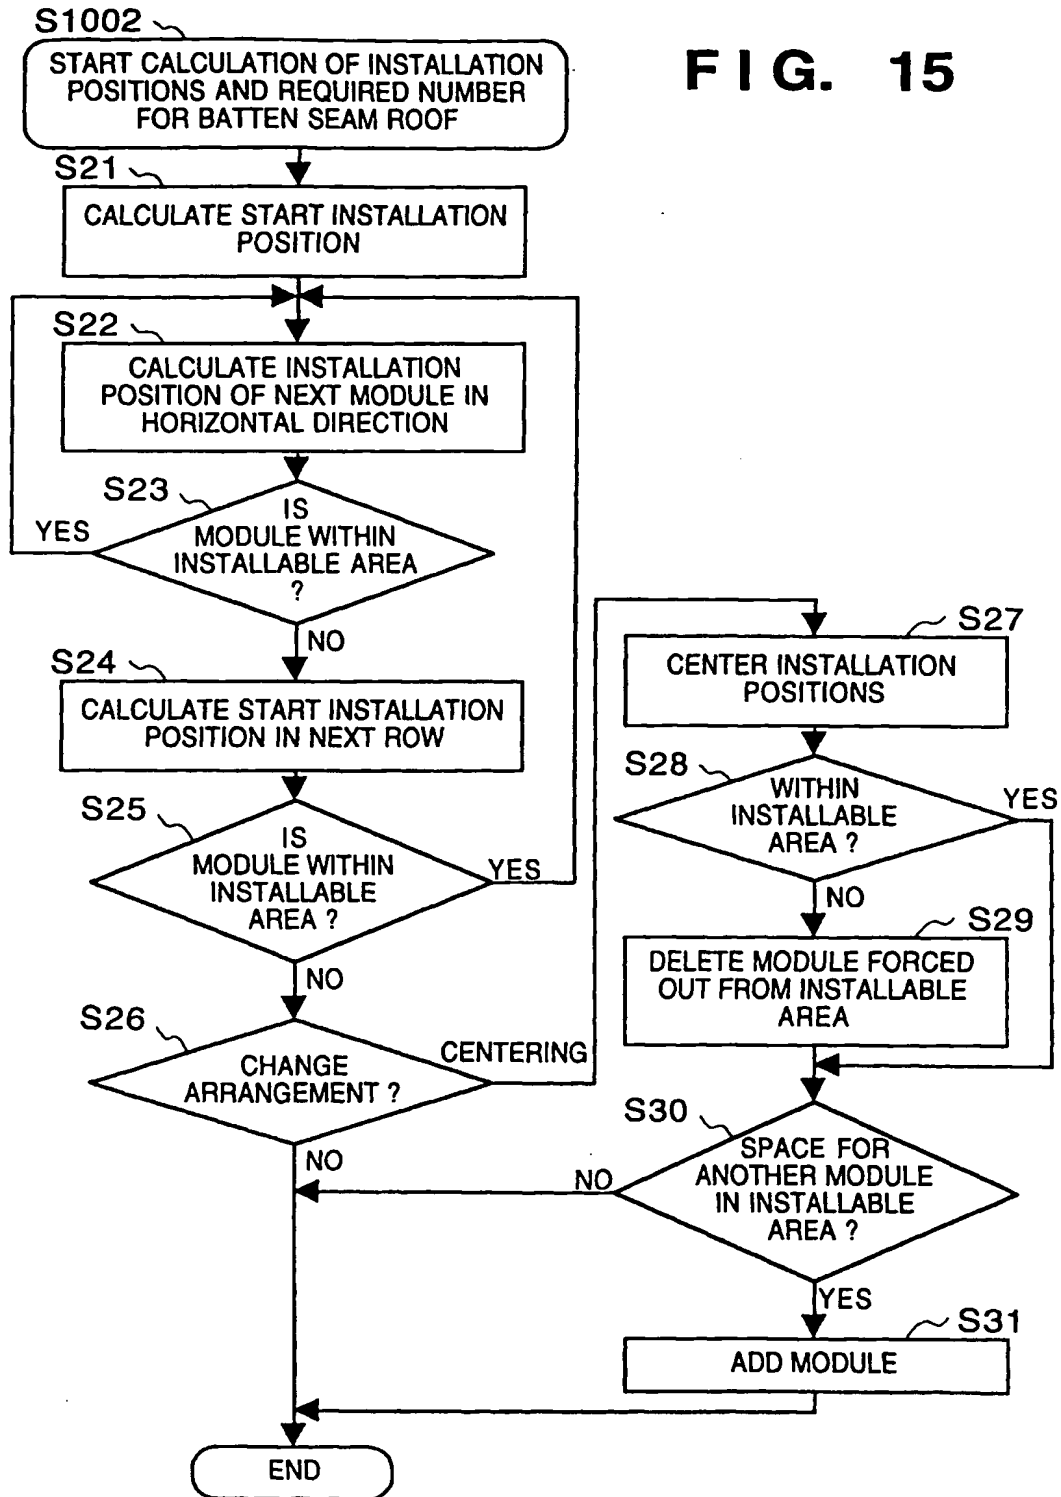 FIG. 15
S1002
START CALCULATION OF INSTALLATION
POSITIONS AND REQUIRED NUMBER
FOR BATTEN SEAM ROOF
S21
CALCULATE START INSTALLATION
POSITION
S22
CALCULATE INSTALLATION
POSITION OF NEXT MODULE IN
HORIZONTAL DIRECTION
S23
IS
MODULE WITHIN
INSTALLABLE AREA
?
YES
NO
S24
CALCULATE START INSTALLATION
POSITION IN NEXT ROW
S25
IS
MODULE WITHIN
INSTALLABLE
AREA ?
YES
NO
S26
CHANGE
ARRANGEMENT ?
CENTERING
NO
S27
CENTER INSTALLATION
POSITIONS
S28
WITHIN
INSTALLABLE
AREA ?
YES
NO
S29
DELETE MODULE FORCED
OUT FROM INSTALLABLE
AREA
S30
SPACE FOR
ANOTHER MODULE
IN INSTALLABLE
AREA ?
NO
YES
S31
ADD MODULE
END